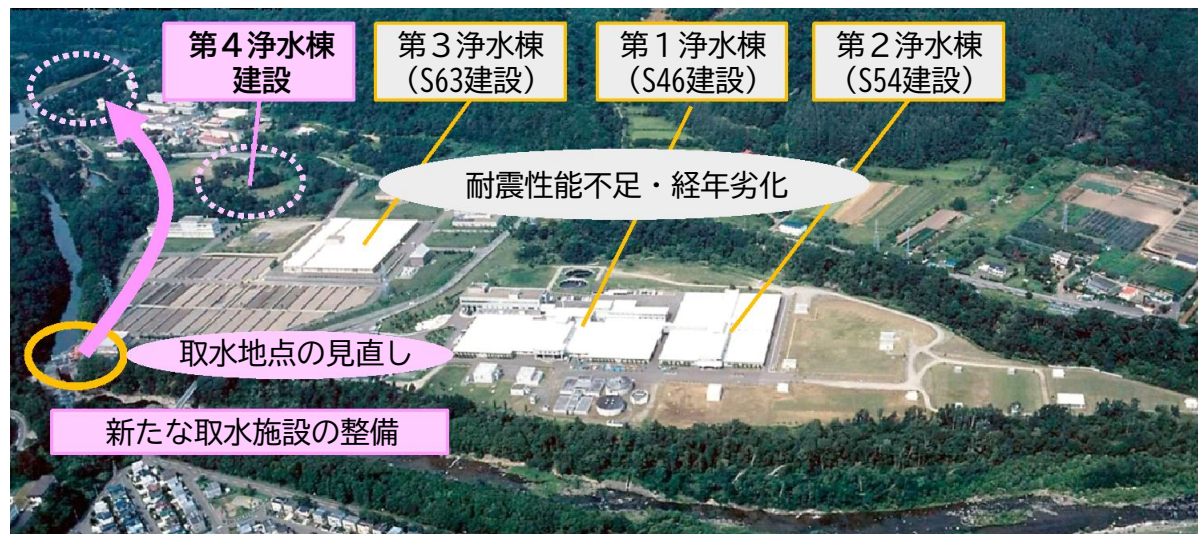 第４浄水棟
建設
第３浄水棟
（S63建設）
第１浄水棟
（S46建設）
第２浄水棟
（S54建設）
耐震性能不足・経年劣化
取水地点の見直し
新たな取水施設の整備